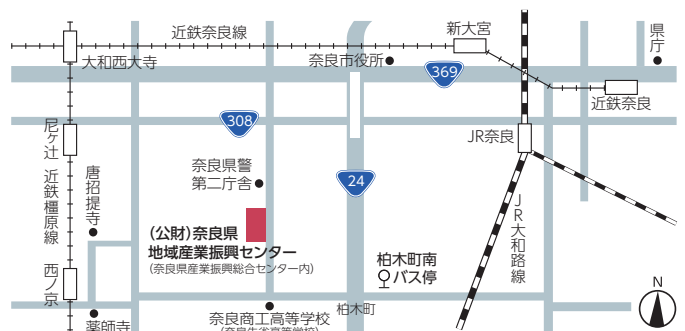 近鉄奈良線
新大宮
県庁
大和西大寺
奈良市役所
369
近鉄奈良
308
尼ヶ辻
JR奈良
近鉄橿原線
唐招提寺
奈良県警
第二庁舎
24
JR大和路線
(公財)奈良県
地域産業振興センター
(奈良県産業振興総合センター内)
柏木町南
バス停
西ノ京
N
薬師寺
奈良商工高等学校
柏木町